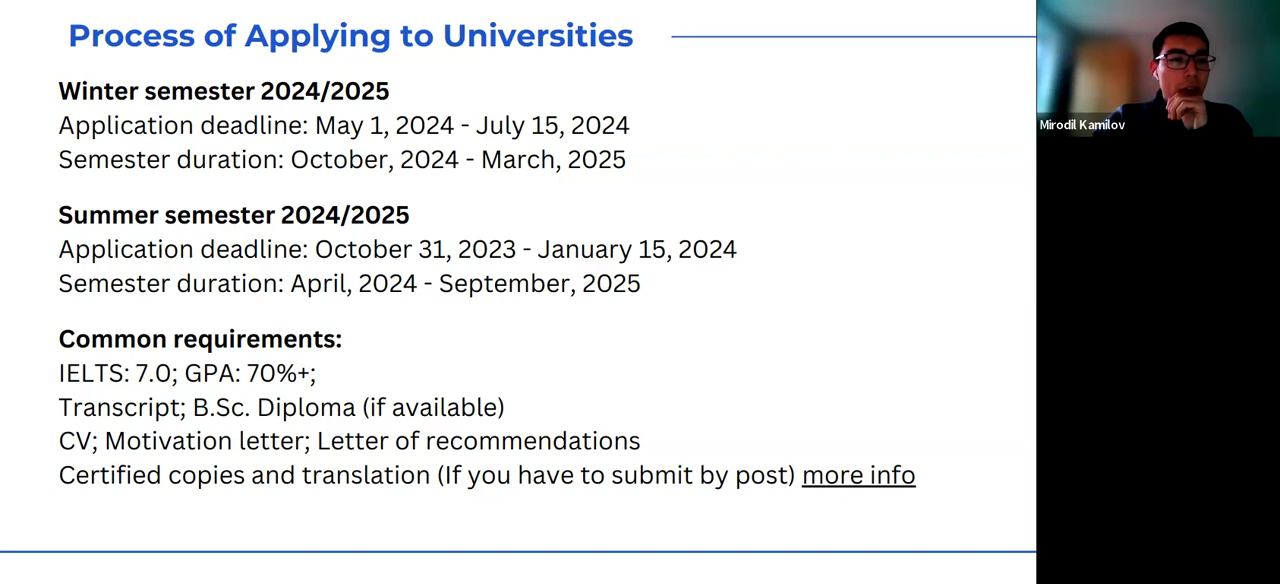 Process of Applying to Universities
Winter semester 2024/2025
Application deadline: May 1, 2024 - July 15, 2024
Semester duration: October, 2024 - March, 2025
Summer semester 2024/2025
Application deadline: October 31, 2023 - January 15, 2024
Semester duration: April, 2024 - September, 2025
Common requirements:
IELTS: 7.0; GPA: 70%+;
Transcript; B.Sc. Diploma (if available)
CV; Motivation letter; Letter of recommendations
Certified copies and translation (If you have to submit by post) more info
Mirodil Kamilov